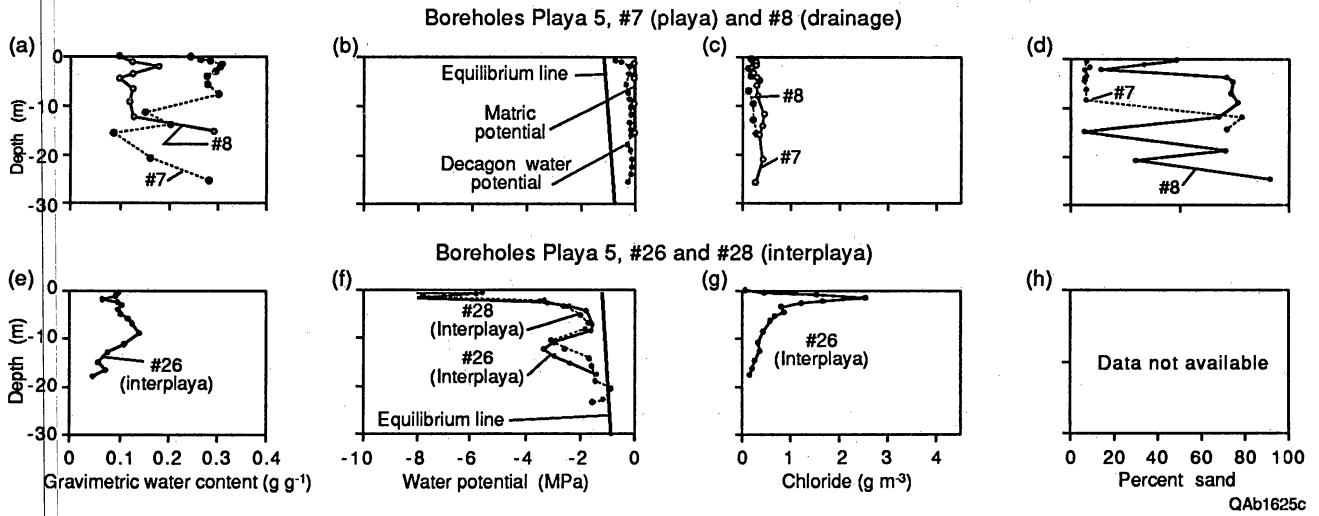 Boreholes Playa 5, #7 (playa) and #8 (drainage)
(a) (b) (c) (d)
0
-10
-20
-30
Depth (m)
#8
#7
Equilibrium line
Matric
potential
Decagon water
potential
#8
#7
#7
#8
Boreholes Playa 5, #26 and #28 (interplaya)
(e) (f) (g) (h)
0
-10
-20
-30
Depth (m)
#26
(interplaya)
#28
(Interplaya)
#26
(Interplaya)
Equilibrium line
#26
(Interplaya)
Data not available
0 0.1 0.2 0.3 0.4
Gravimetric water content (g g-1)
-10 -8 -6 -4 -2 0
Water potential (MPa)
0 1 2 3 4
Chloride (g m-3)
0 20 40 60 80 100
Percent sand
QAb1625c